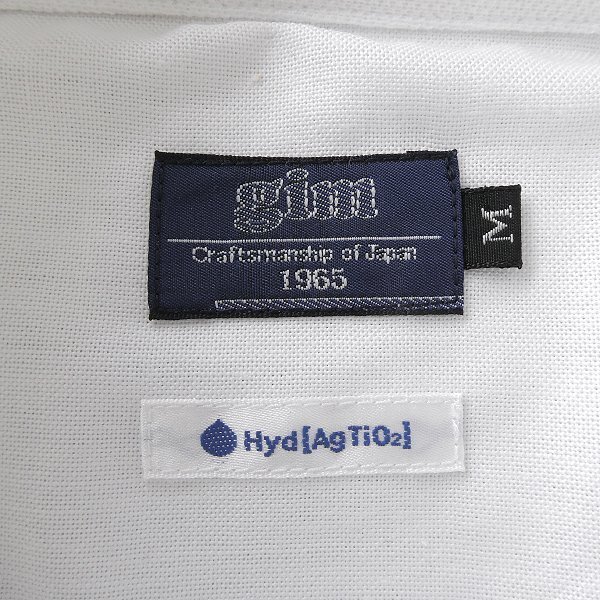 gim
Craftsmanship of Japan
1965
M
Hyd[AgTiO₂]